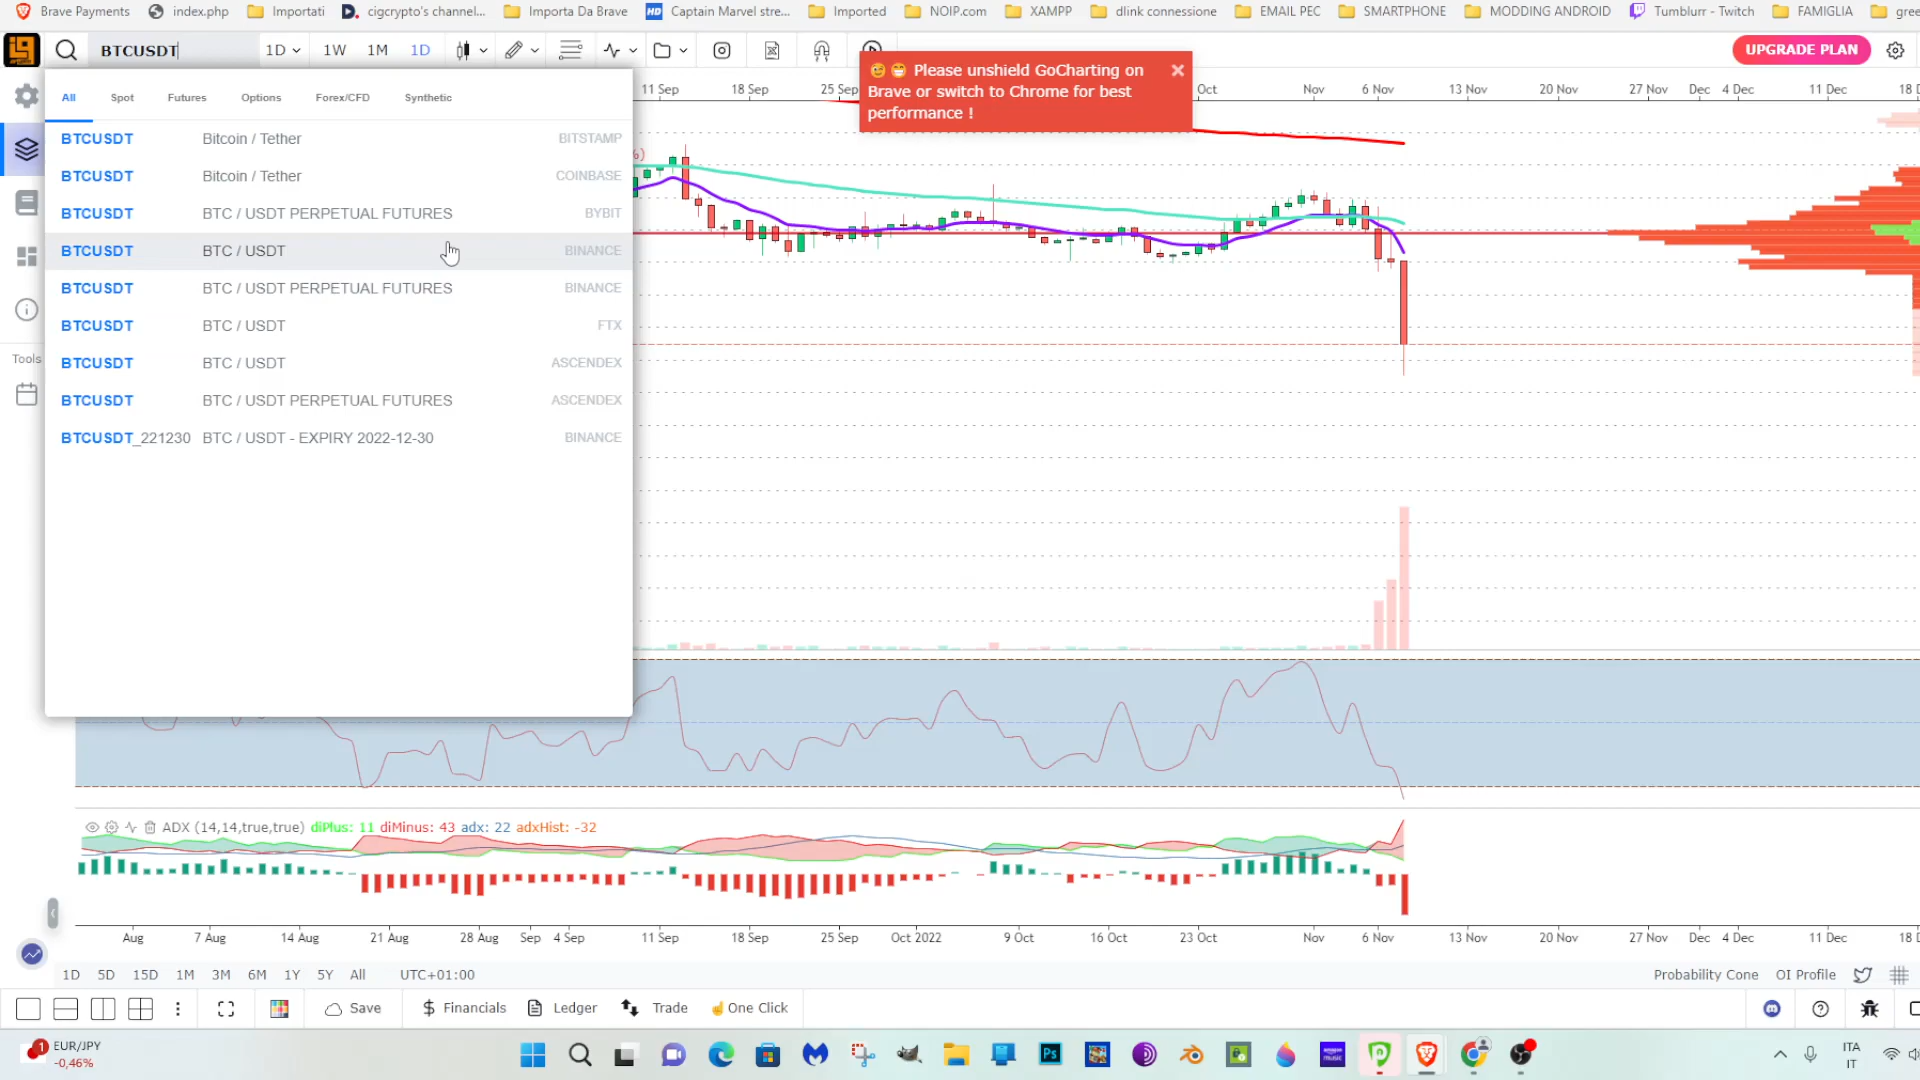 Brave Payments index.php Importati cigcrypto's channel... Importa Da Brave Captain Marvel stre... Imported NOIP.com XAMPP dlink connessione EMAIL PEC SMARTPHONE MODDING ANDROID Tumblurr - Twitch FAMIGLIA gree
BTCUSDT 1D 1W 1M 1D UPGRADE PLAN
Please unshield GoCharting on
Brave or switch to Chrome for best
performance !
11 Sep 18 Sep 25 Sep Oct Nov 6 Nov 13 Nov 20 Nov 27 Nov Dec 4 Dec 11 Dec 18 D
All Spot Futures Options Forex/CFD Synthetic
BTCUSDT Bitcoin / Tether BITSTAMP
BTCUSDT Bitcoin / Tether COINBASE
BTCUSDT BTC / USDT PERPETUAL FUTURES BYBIT
BTCUSDT BTC / USDT BINANCE
BTCUSDT BTC / USDT PERPETUAL FUTURES BINANCE
BTCUSDT BTC / USDT FTX
BTCUSDT BTC / USDT ASCENDEX
BTCUSDT BTC / USDT PERPETUAL FUTURES ASCENDEX
BTCUSDT_221230 BTC / USDT - EXPIRY 2022-12-30 BINANCE
%)
Tools
ADX (14,14,true,true) diPlus: 11 diMinus: 43 adx: 22 adxHist: -32
Aug 7 Aug 14 Aug 21 Aug 28 Aug Sep 4 Sep 11 Sep 18 Sep 25 Sep Oct 2022 9 Oct 16 Oct 23 Oct Nov 6 Nov 13 Nov 20 Nov 27 Nov Dec 4 Dec 11 Dec 18 D
1D 5D 15D 1M 3M 6M 1Y 5Y All UTC+01:00 Probability Cone OI Profile
Save $ Financials Ledger Trade One Click
1 EUR/JPY
-0,46%
Ps
amazon music
ITA
IT